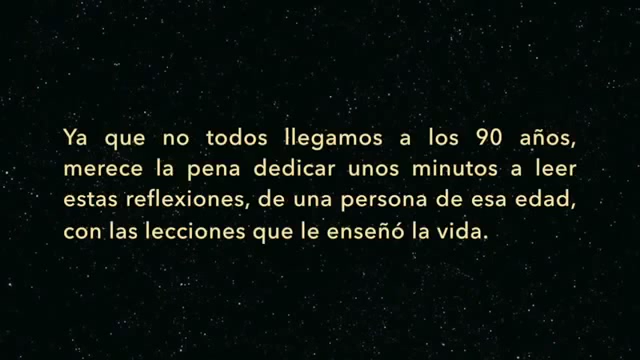 Ya que no todos llegamos a los 90 años,
merece la pena dedicar unos minutos a leer
estas reflexiones, de una persona de esa edad,
con las lecciones que le enseñó la vida.